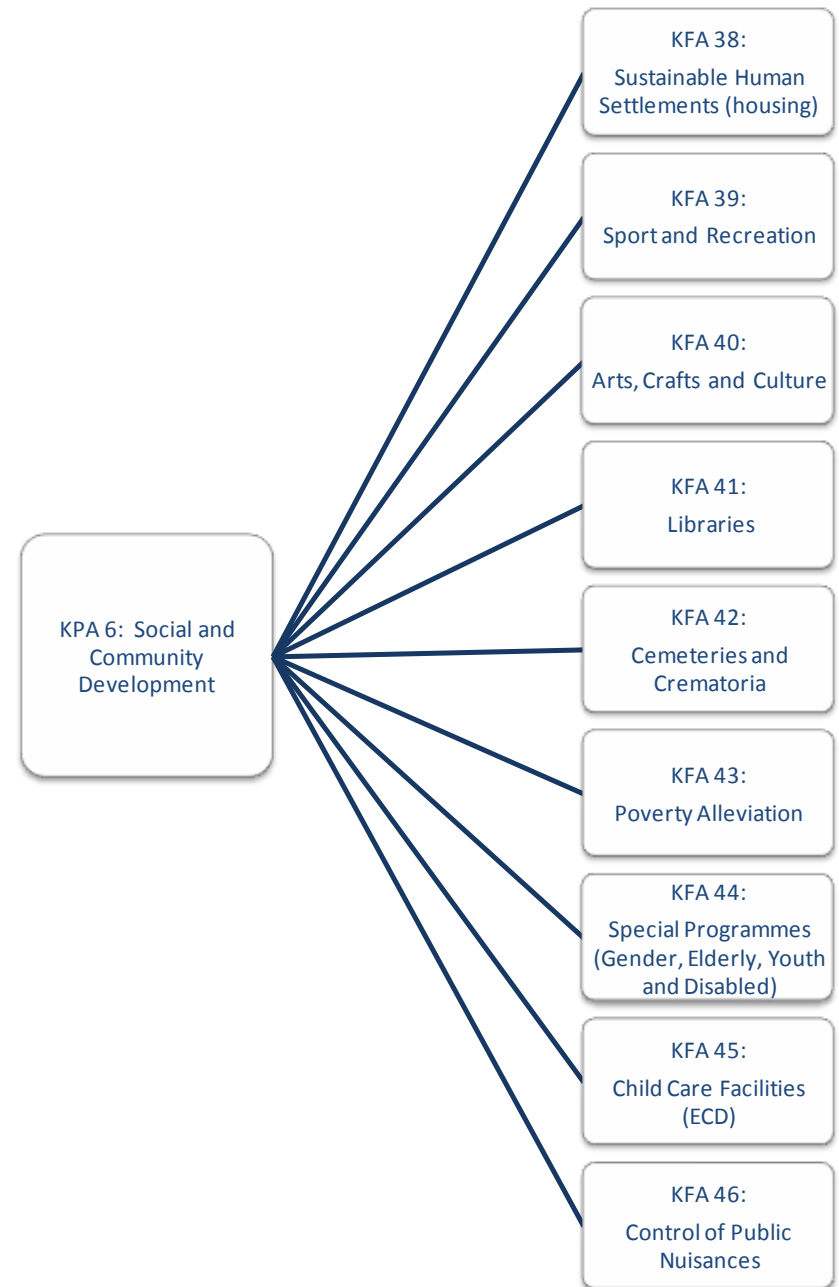 KFA 38:
Sustainable Human
Settlements (housing)
KFA 39:
Sport and Recreation
KFA 40:
Arts, Crafts and Culture
KFA 41:
Libraries
KPA 6: Social and
Community
Development
KFA 42:
Cemeteries and
Crematoria
KFA 43:
Poverty Alleviation
KFA 44:
Special Programmes
(Gender, Elderly, Youth
and Disabled)
KFA 45:
Child Care Facilities
(ECD)
KFA 46:
Control of Public
Nuisances